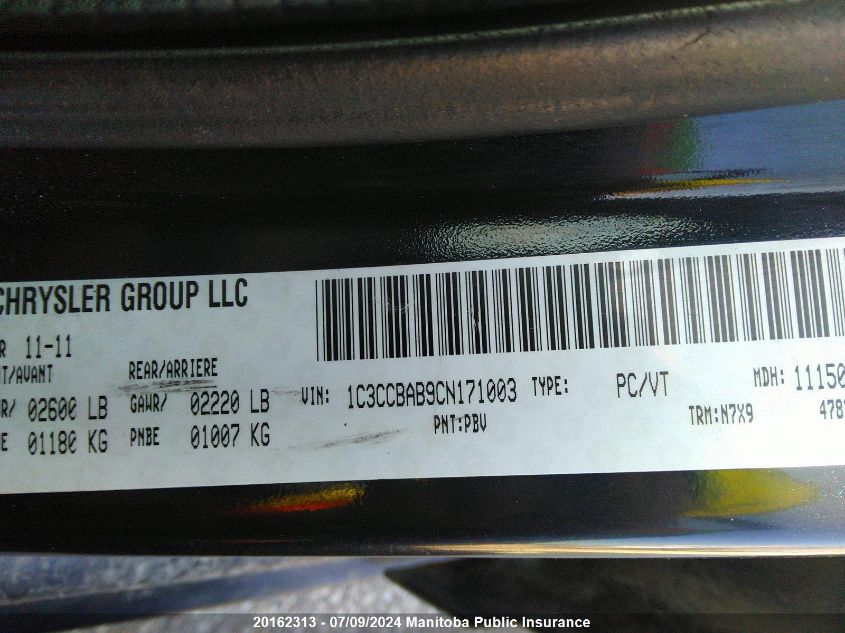 CHRYSLER GROUP LLC
R 11-11
T/AVANT REAR/ARRIERE
R/ 02600 LB GAWR/ 02220 LB VIN: 1C3CCBAB9CN171003 TYPE: PC/VT MDH: 11150
E 01180 KG PNBE 01007 KG PNT:PBV TRM:N7X9 478
20162313 - 07/09/2024 Manitoba Public Insurance